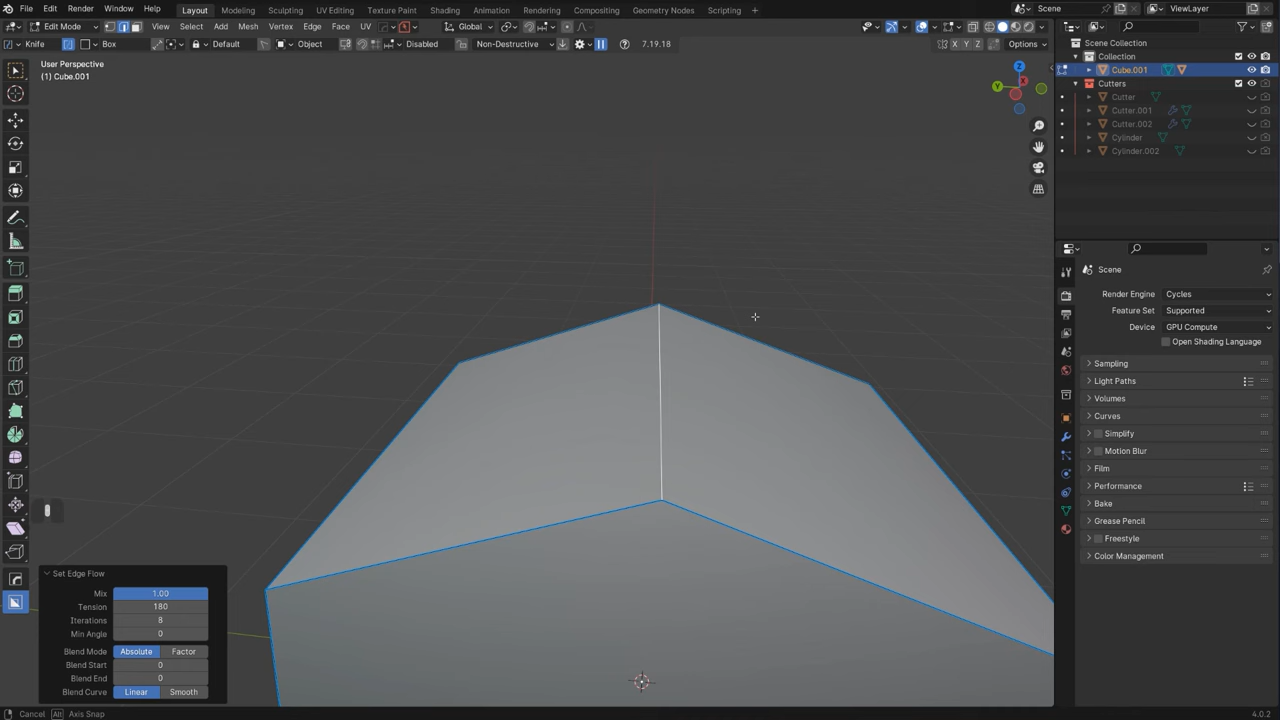 File Edit Render Window Help Layout Modeling Sculpting UV Editing Texture Paint Shading Animation Rendering Compositing Geometry Nodes Scripting Scene ViewLayer
Edit Mode View Select Add Mesh Vertex Edge Face UV Global
Knife Box Default Object Disabled Non-Destructive 7.19.18 X Y Z Options
User Perspective
(1) Cube.001
Z
Y
X
Scene Collection
Collection
Cube.001
Cutters
Cutter
Cutter.001
Cutter.002
Cylinder
Cylinder.002
Scene
Render Engine Cycles
Feature Set Supported
Device GPU Compute
Open Shading Language
Sampling
Light Paths
Volumes
Curves
Simplify
Motion Blur
Film
Performance
Bake
Grease Pencil
Freestyle
Color Management
Set Edge Flow
Mix 1.00
Tension 180
Iterations 8
Min Angle 0
Blend Mode Absolute Factor
Blend Start 0
Blend End 0
Blend Curve Linear Smooth
Cancel Alt Axis Snap 4.0.2